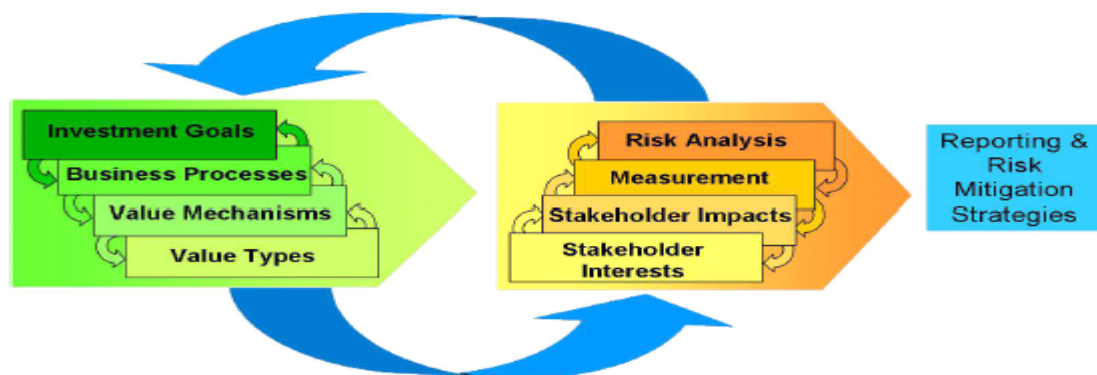 Investment Goals
Business Processes
Value Mechanisms
Value Types
Risk Analysis
Measurement
Stakeholder Impacts
Stakeholder
Interests
Reporting &
Risk
Mitigation
Strategies